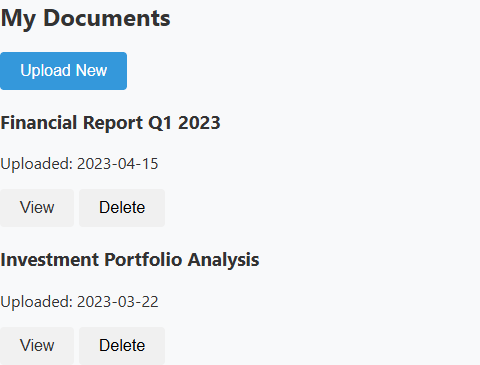 My Documents
Upload New
Financial Report Q1 2023
Uploaded: 2023-04-15
View Delete
Investment Portfolio Analysis
Uploaded: 2023-03-22
View Delete